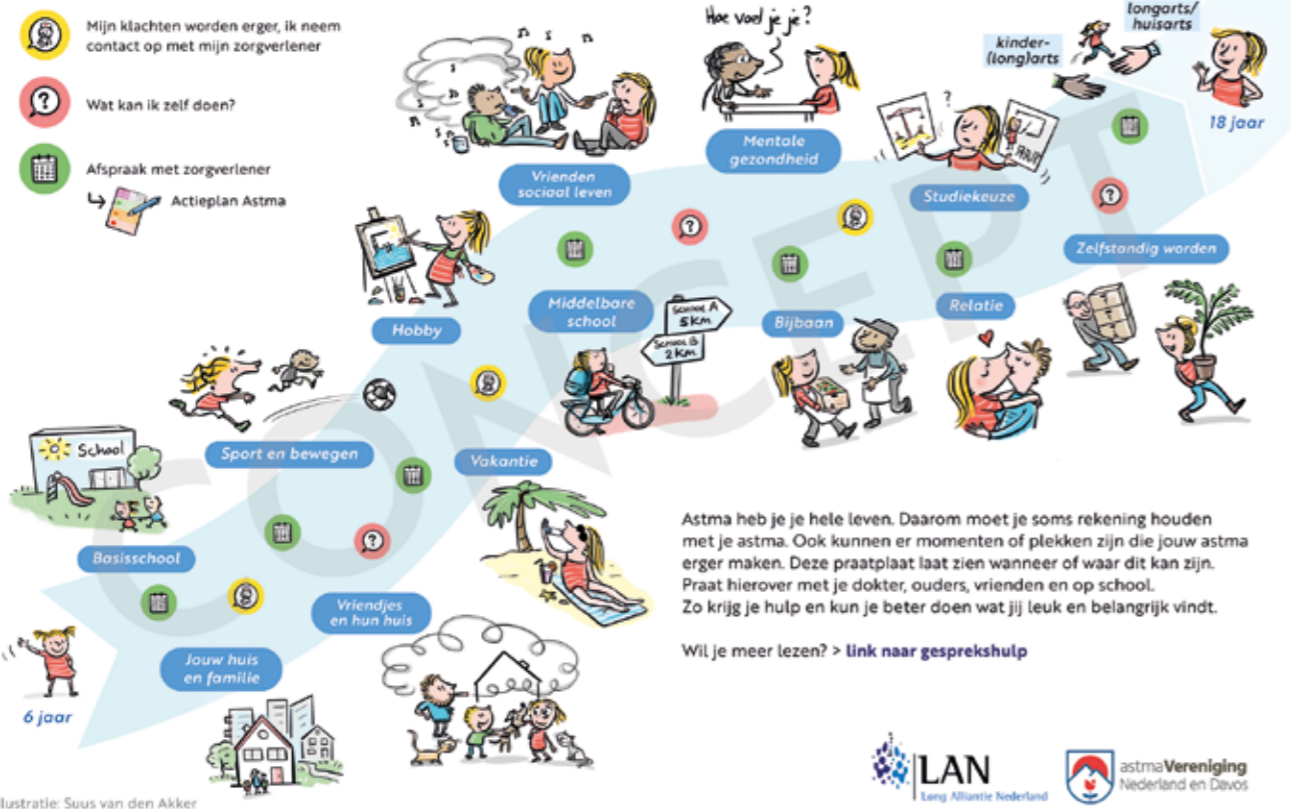 Mijn klachten worden erger, ik neem
contact op met mijn zorgverlener
Wat kan ik zelf doen?
Afspraak met zorgverlener
Actieplan Astma
Hoe voel je je?
longarts/
huisarts
kinder-
(long)arts
18 jaar
Mentale
gezondheid
Vrienden
sociaal leven
Studiekeuze
Zelfstandig worden
Hobby
Middelbare
school
School A
5km
School B
2km
Bijbaan
Relatie
School
Sport en bewegen
Vakantie
Basisschool
Vriendjes
en hun huis
Jouw huis
en familie
6 jaar
CONCEPT
Astma heb je je hele leven. Daarom moet je soms rekening houden
met je astma. Ook kunnen er momenten of plekken zijn die jouw astma
erger maken. Deze praatplaat laat zien wanneer of waar dit kan zijn.
Praat hierover met je dokter, ouders, vrienden en op school.
Zo krijg je hulp en kun je beter doen wat jij leuk en belangrijk vindt.
Wil je meer lezen? > link naar gesprekshulp
LAN
Long Alliantie Nederland
astmaVereniging
Nederland en Davos
lustratie: Suus van den Akker